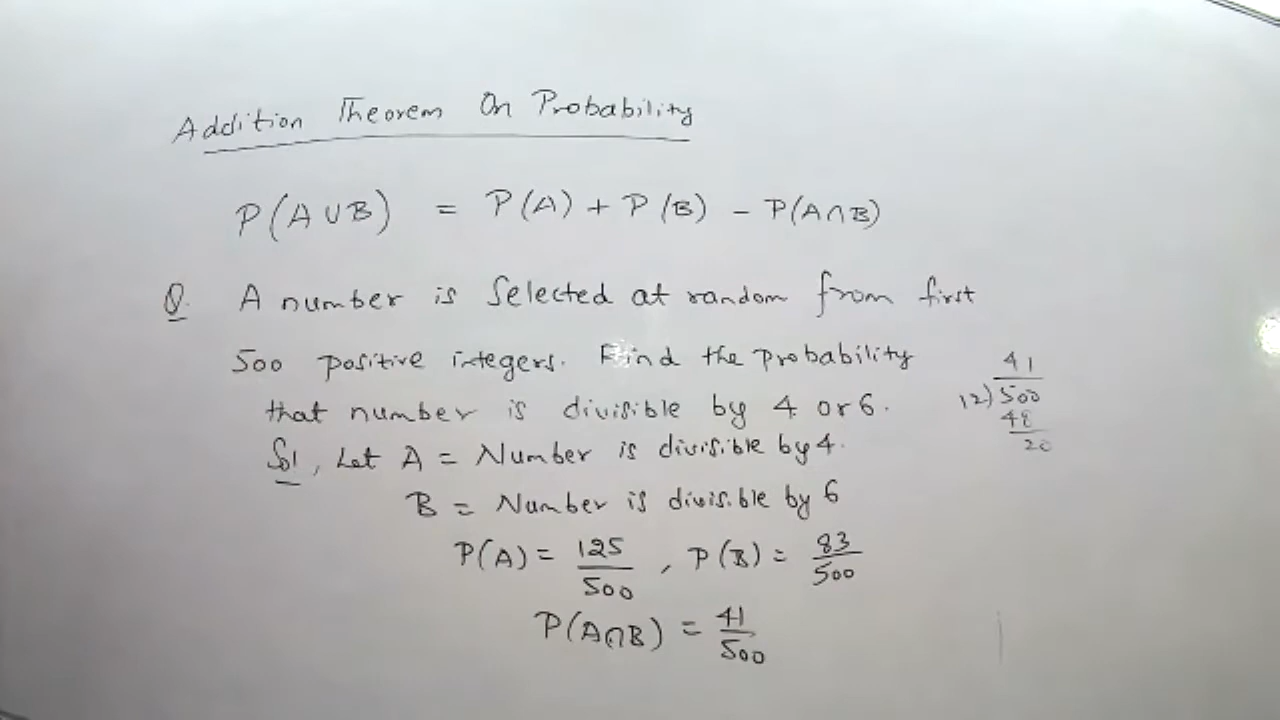 Addition Theorem On Probability
P(A∪B) = P(A) + P(B) - P(A∩B)
Q. A number is Selected at random from first
500 positive integers. Find the probability
that number is divisible by 4 or 6.
Sol, Let A = Number is divisible by 4.
B = Number is divisible by 6
P(A) = 125/500, P(B) = 83/500
P(A∩B) = 41/500
41
12)500
48
20